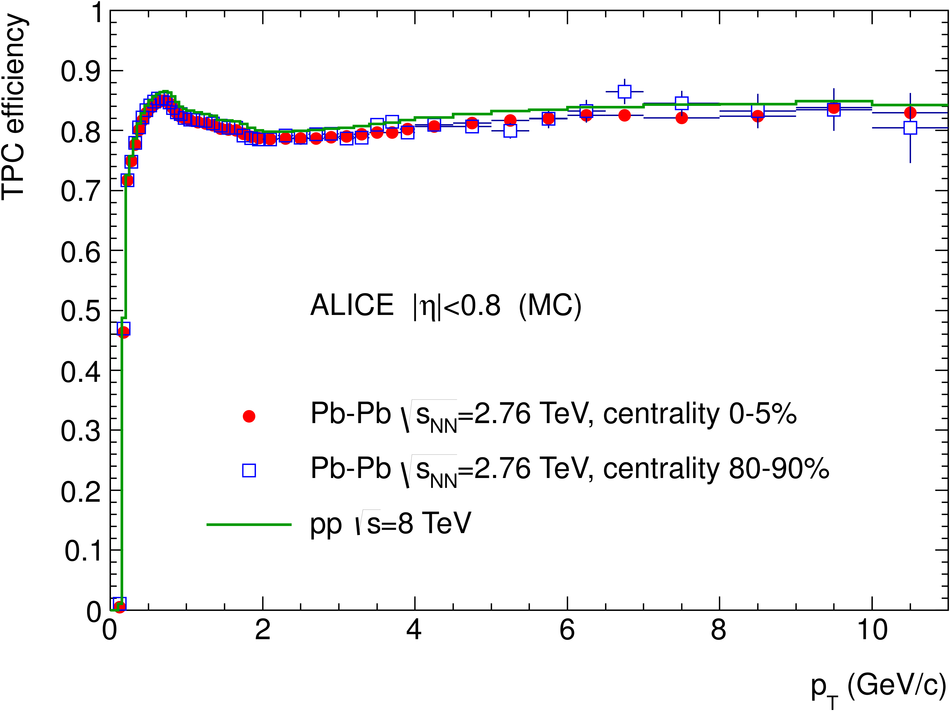 TPC efficiency
1
0.9
0.8
0.7
0.6
0.5
0.4
0.3
0.2
0.1
0
ALICE |η|<0.8 (MC)
Pb-Pb √sNN=2.76 TeV, centrality 0-5%
Pb-Pb √sNN=2.76 TeV, centrality 80-90%
pp √s=8 TeV
0 2 4 6 8 10
pT (GeV/c)